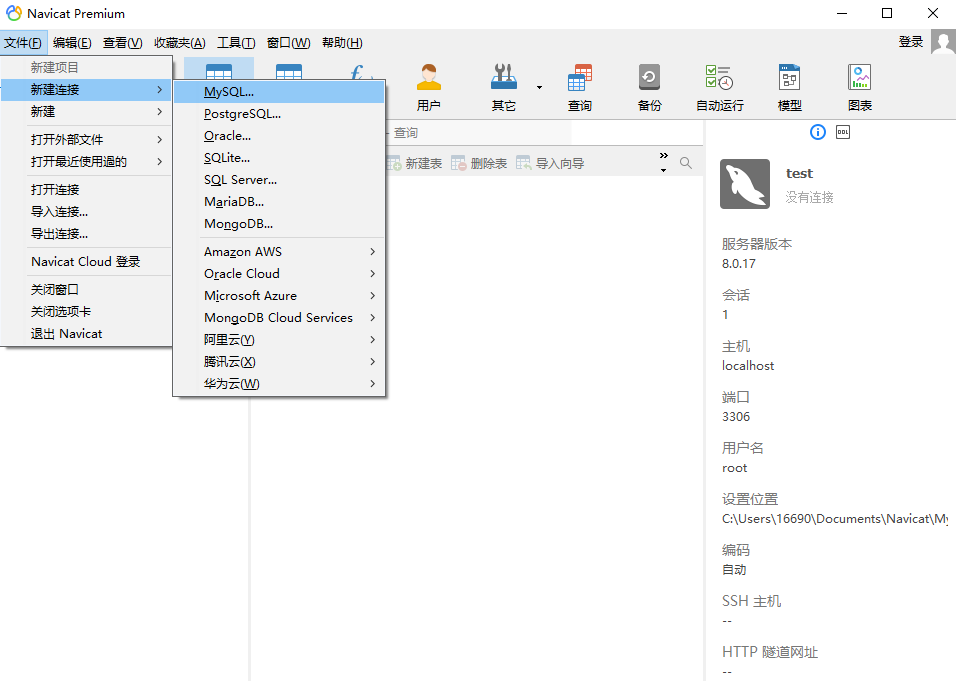 Navicat Premium
文件(F) 编辑(E) 查看(V) 收藏夹(A) 工具(T) 窗口(W) 帮助(H) 登录
新建项目
新建连接
新建
打开外部文件
打开最近使用过的
打开连接
导入连接...
导出连接...
Navicat Cloud 登录
关闭窗口
关闭选项卡
退出 Navicat
MySQL...
PostgreSQL...
Oracle...
SQLite...
SQL Server...
MariaDB...
MongoDB...
Amazon AWS
Oracle Cloud
Microsoft Azure
MongoDB Cloud Services
阿里云(Y)
腾讯云(X)
华为云(W)
用户 其它 查询 备份 自动运行 模型 图表
查询
新建表 删除表 导入向导
DDL
test
没有连接
服务器版本
8.0.17
会话
1
主机
localhost
端口
3306
用户名
root
设置位置
C:\Users\16690\Documents\Navicat\My
编码
自动
SSH 主机
--
HTTP 隧道网址
--